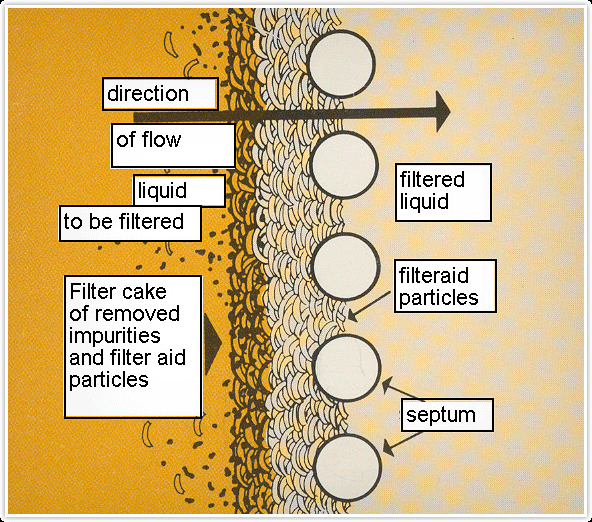 direction
of flow
liquid
to be filtered
filtered
liquid
filteraid
particles
Filter cake
of removed
impurities
and filter aid
particles
septum